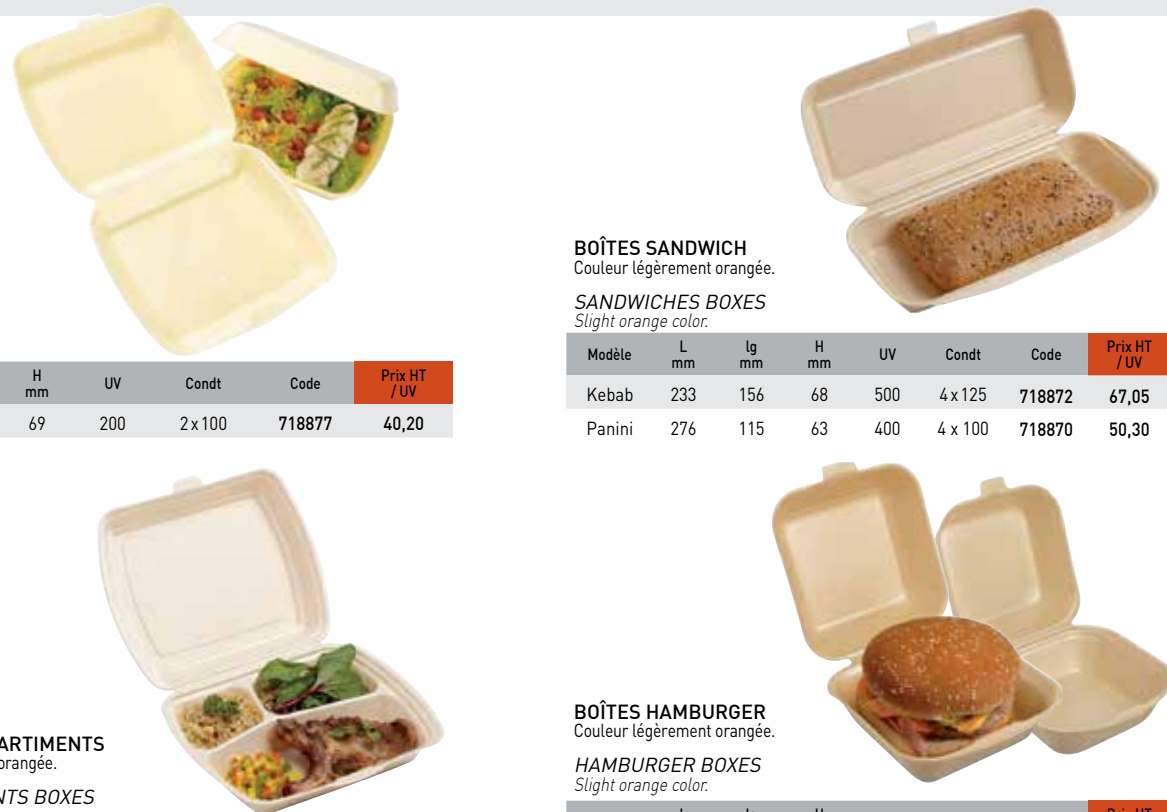 H
mm UV Condt Code Prix HT
/ UV
69 200 2 x 100 718877 40,20
BOÎTES SANDWICH
Couleur légèrement orangée.
SANDWICHES BOXES
Slight orange color.
Modèle L
mm lg
mm H
mm UV Condt Code Prix HT
/ UV
Kebab 233 156 68 500 4 x 125 718872 67,05
Panini 276 115 63 400 4 x 100 718870 50,30
ARTIMENTS
orangée.
NTS BOXES
BOÎTES HAMBURGER
Couleur légèrement orangée.
HAMBURGER BOXES
Slight orange color.